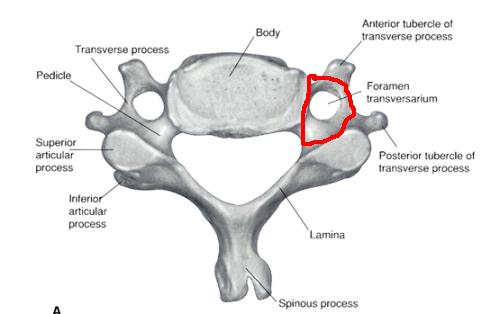 Anterior tubercle of
transverse process
Body
Transverse process
Pedicle
Foramen
transversarium
Superior
articular
process
Posterior tubercle of
transverse process
Inferior
articular
process
Lamina
Spinous process
A